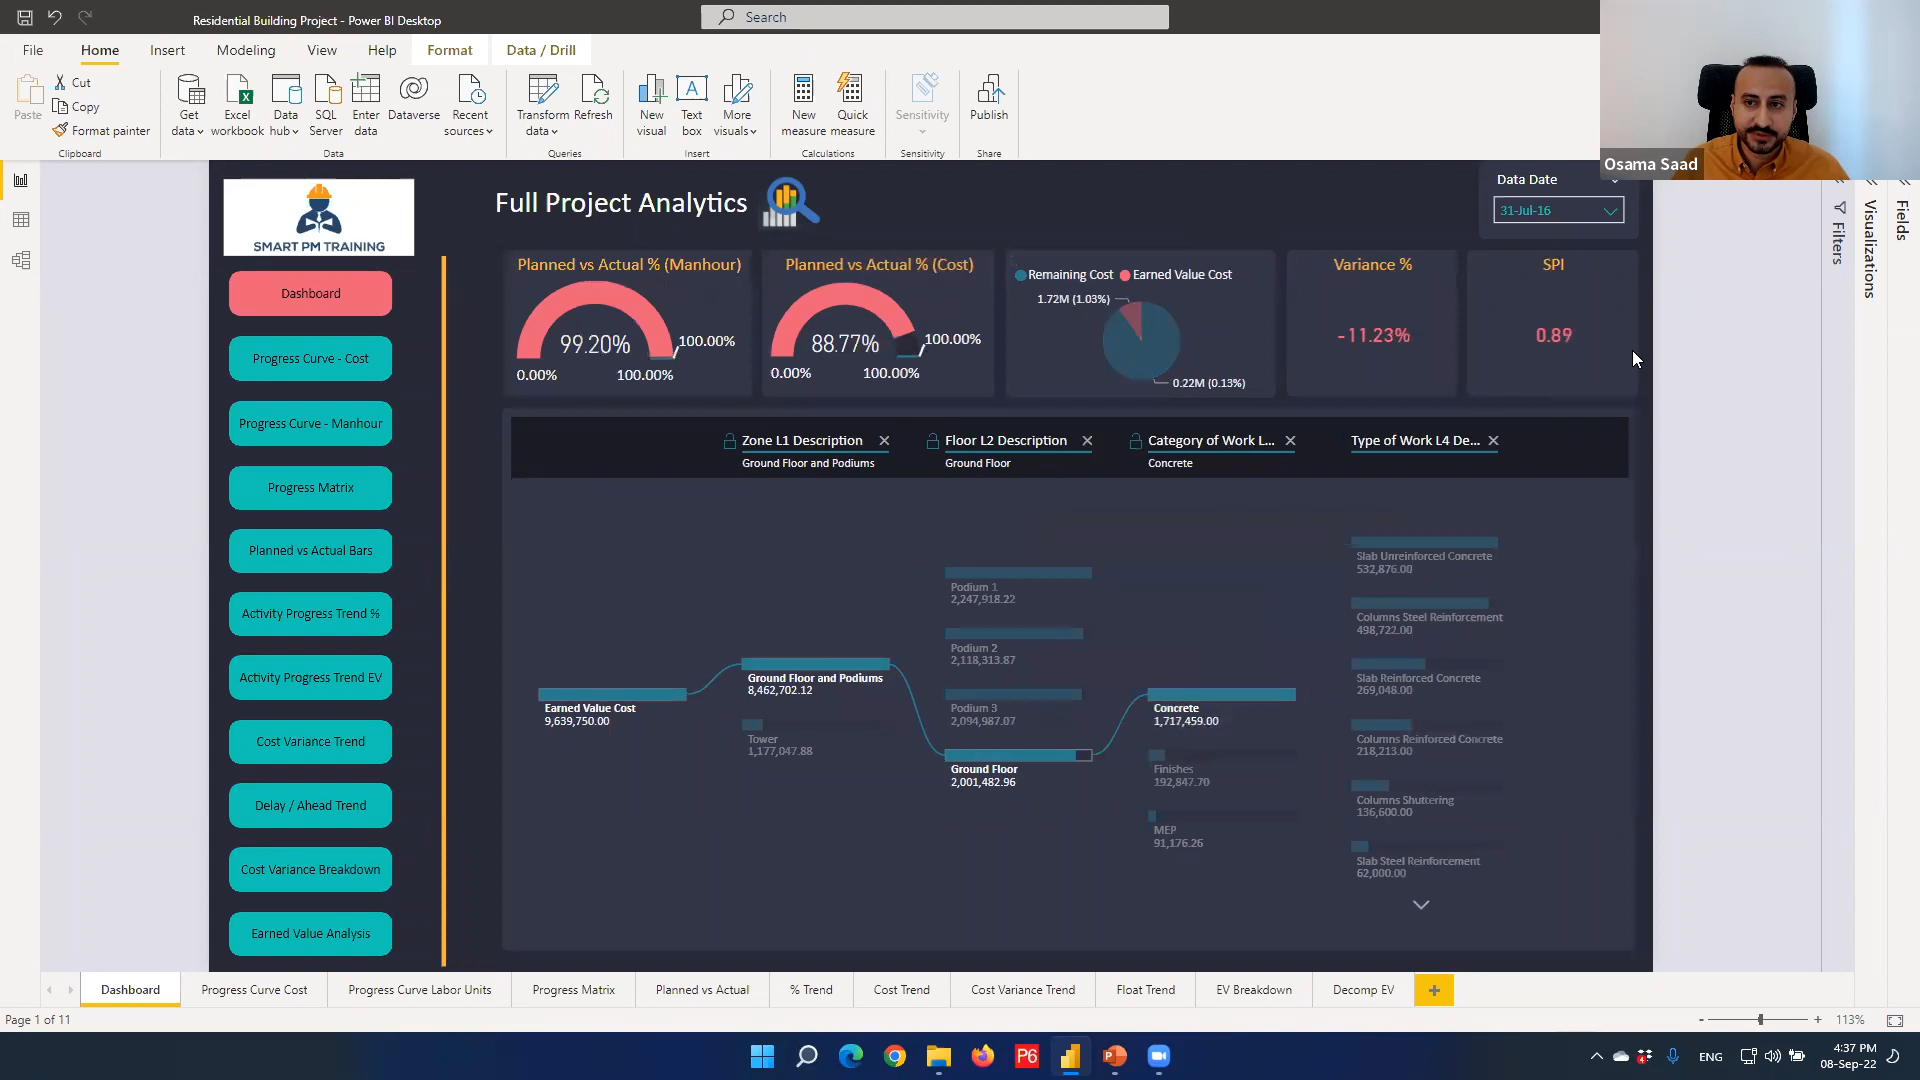 Residential Building Project - Power BI Desktop
Search
File
Home
Insert
Modeling
View
Help
Format
Data / Drill
Paste
Cut
Copy
Format painter
Clipboard
Get data
Excel workbook
Data hub
SQL Server
Enter data
Dataverse
Recent sources
Data
Transform data
Refresh
Queries
New visual
Text box
More visuals
Insert
New measure
Quick measure
Calculations
Sensitivity
Sensitivity
Publish
Share
Osama Saad
SMART PM TRAINING
Full Project Analytics
Data Date
31-Jul-16
Filters
Visualizations
Fields
Dashboard
Progress Curve - Cost
Progress Curve - Manhour
Progress Matrix
Planned vs Actual Bars
Activity Progress Trend %
Activity Progress Trend EV
Cost Variance Trend
Delay / Ahead Trend
Cost Variance Breakdown
Earned Value Analysis
Planned vs Actual % (Manhour)
99.20%
100.00%
0.00%
100.00%
Planned vs Actual % (Cost)
88.77%
100.00%
0.00%
100.00%
Remaining Cost
Earned Value Cost
1.72M (1.03%)
0.22M (0.13%)
Variance %
-11.23%
SPI
0.89
Zone L1 Description
Ground Floor and Podiums
Floor L2 Description
Ground Floor
Category of Work L...
Concrete
Type of Work L4 De...
Earned Value Cost
9,639,750.00
Ground Floor and Podiums
8,462,702.12
Tower
1,177,047.88
Podium 1
2,247,918.22
Podium 2
2,118,313.87
Podium 3
2,094,987.07
Ground Floor
2,001,482.96
Concrete
1,717,459.00
Finishes
192,847.70
MEP
91,176.26
Slab Unreinforced Concrete
532,876.00
Columns Steel Reinforcement
498,722.00
Slab Reinforced Concrete
269,048.00
Columns Reinforced Concrete
218,213.00
Columns Shuttering
136,600.00
Slab Steel Reinforcement
62,000.00
Dashboard
Progress Curve Cost
Progress Curve Labor Units
Progress Matrix
Planned vs Actual
% Trend
Cost Trend
Cost Variance Trend
Float Trend
EV Breakdown
Decomp EV
+
Page 1 of 11
- + 113%
P6
ENG
4:37 PM
08-Sep-22